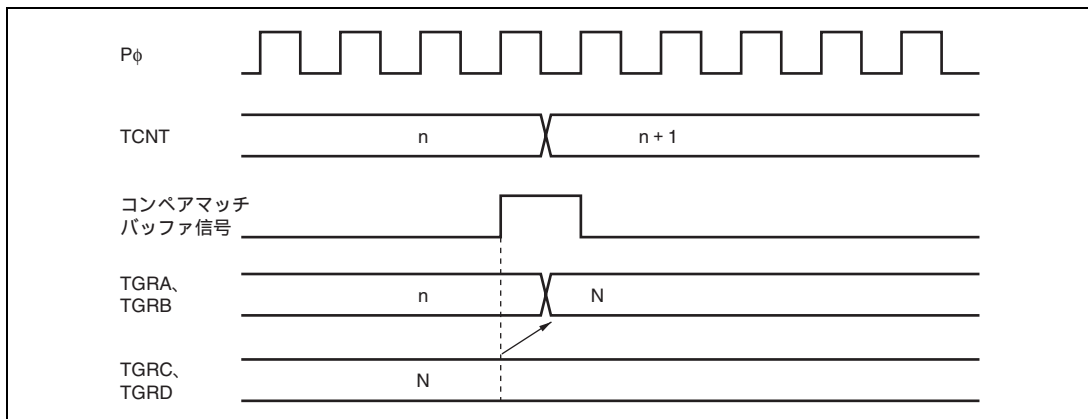 Pφ
TCNT
n
n + 1
コンペアマッチ
バッファ信号
TGRA、
TGRB
n
N
TGRC、
TGRD
N